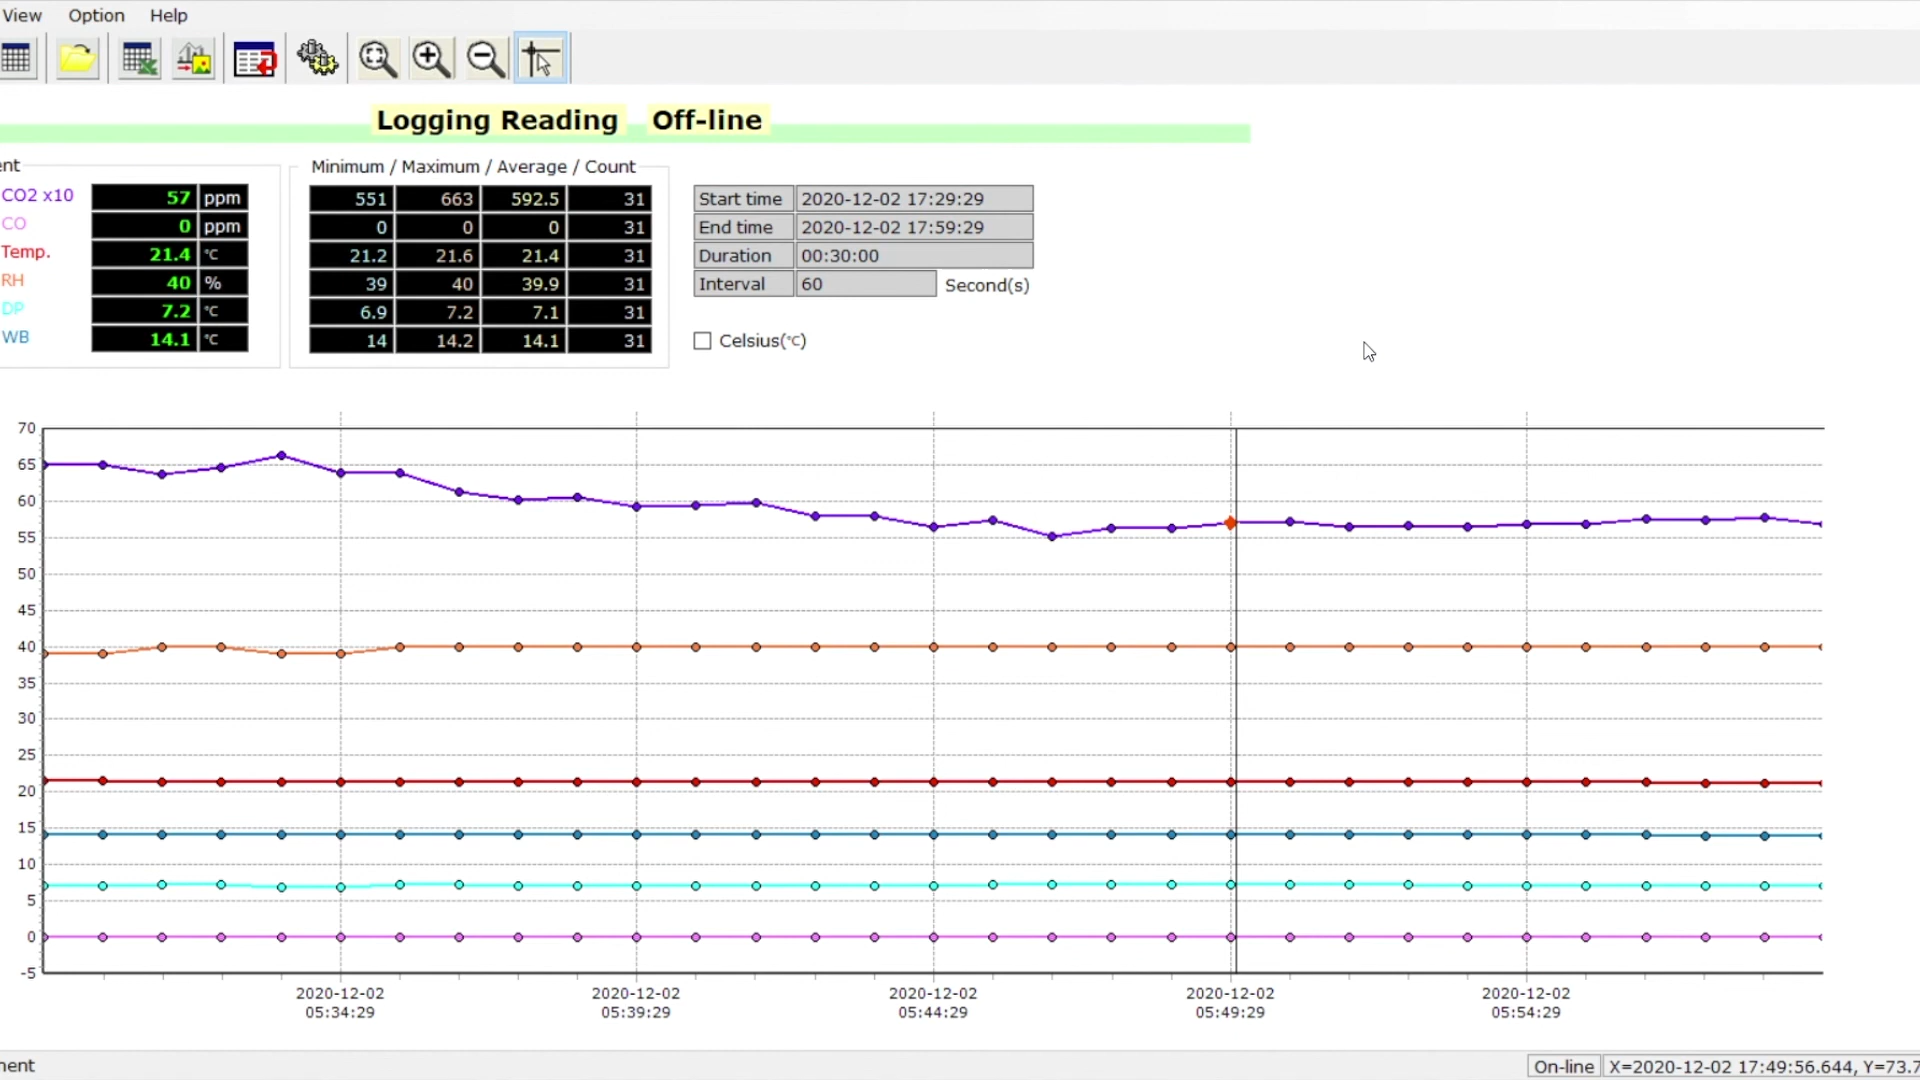 View Option Help
Logging Reading Off-line
ent
CO2 x10 57 ppm
CO 0 ppm
Temp. 21.4 °C
RH 40 %
DP 7.2 °C
WB 14.1 °C
Minimum / Maximum / Average / Count
551 663 592.5 31
0 0 0 31
21.2 21.6 21.4 31
39 40 39.9 31
6.9 7.2 7.1 31
14 14.2 14.1 31
Start time 2020-12-02 17:29:29
End time 2020-12-02 17:59:29
Duration 00:30:00
Interval 60 Second(s)
Celsius(°C)
70
65
60
55
50
45
40
35
30
25
20
15
10
5
0
-5
2020-12-02 2020-12-02 2020-12-02 2020-12-02 2020-12-02
05:34:29 05:39:29 05:44:29 05:49:29 05:54:29
nent On-line X=2020-12-02 17:49:56.644, Y=73.7